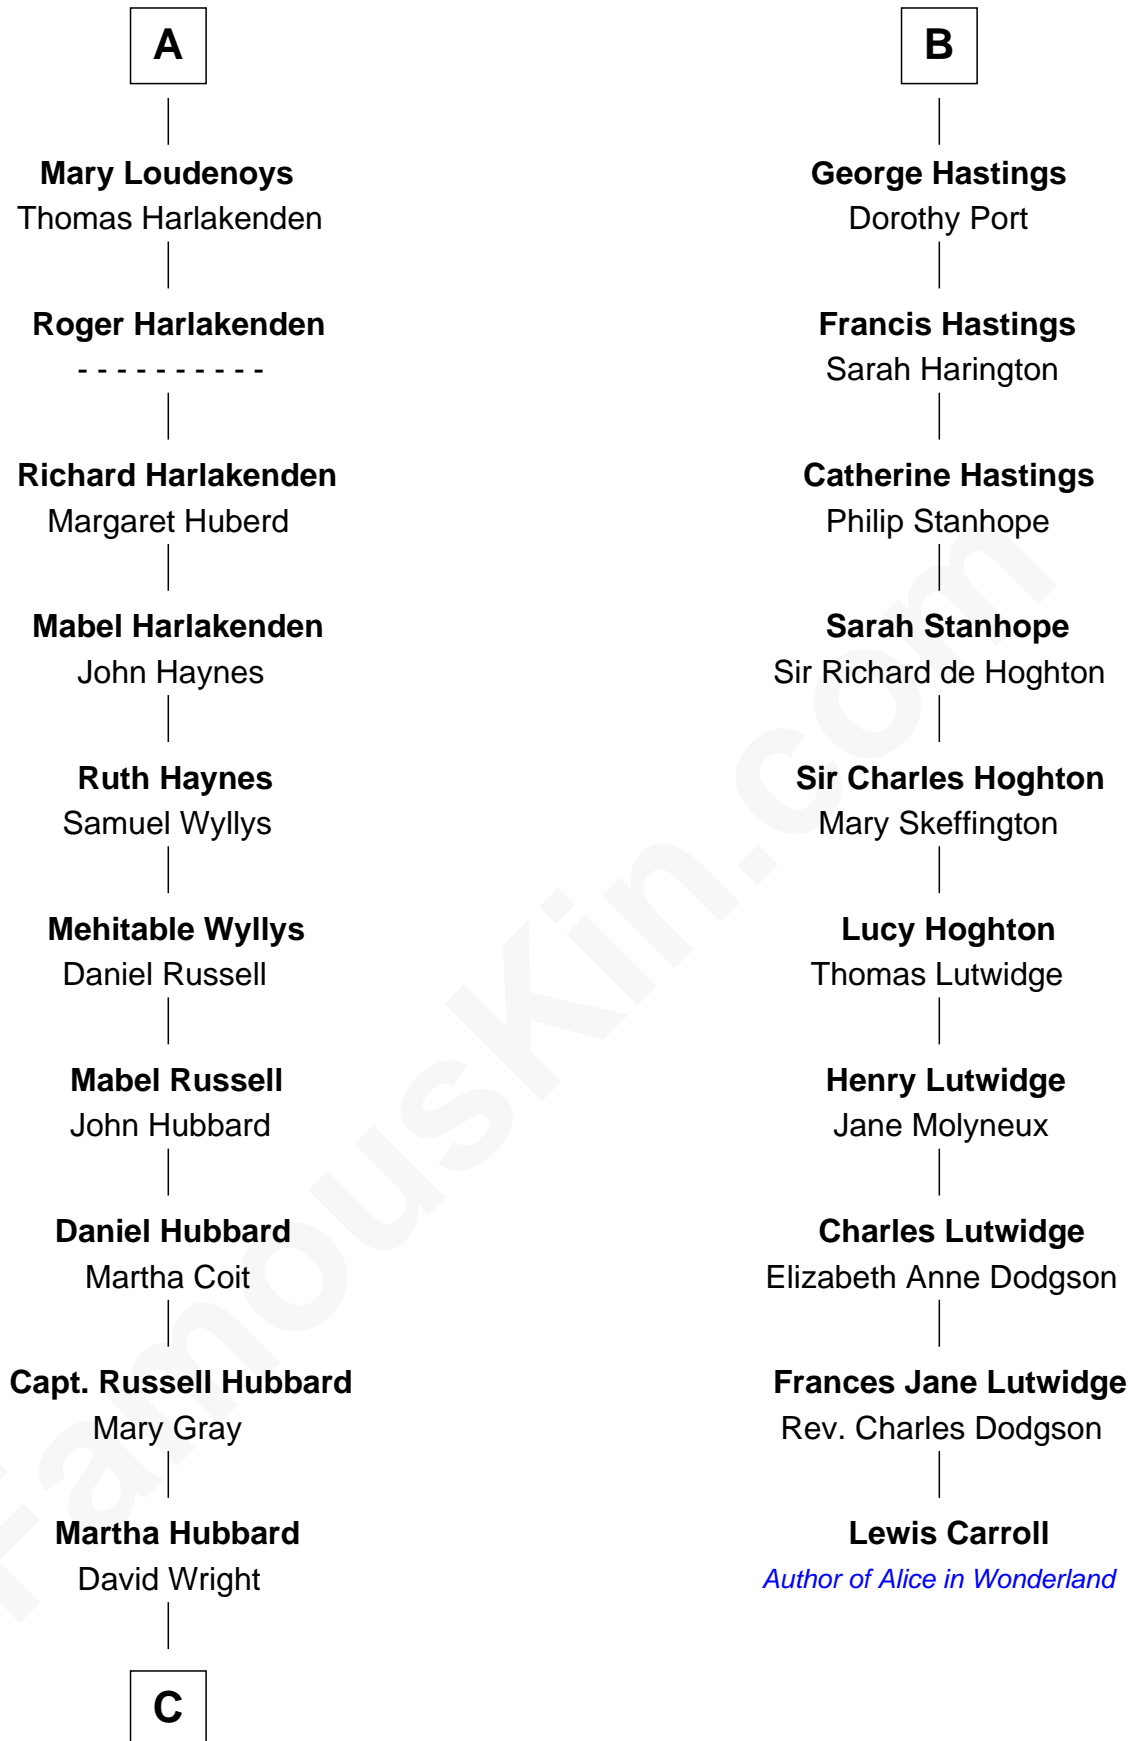 A
Mary Loudenoys
Thomas Harlakenden
Roger Harlakenden
- - - - - - - - - -
Richard Harlakenden
Margaret Huberd
Mabel Harlakenden
John Haynes
Ruth Haynes
Samuel Wyllys
Mehitable Wyllys
Daniel Russell
Mabel Russell
John Hubbard
Daniel Hubbard
Martha Coit
Capt. Russell Hubbard
Mary Gray
Martha Hubbard
David Wright
C
B
George Hastings
Dorothy Port
Francis Hastings
Sarah Harington
Catherine Hastings
Philip Stanhope
Sarah Stanhope
Sir Richard de Hoghton
Sir Charles Hoghton
Mary Skeffington
Lucy Hoghton
Thomas Lutwidge
Henry Lutwidge
Jane Molyneux
Charles Lutwidge
Elizabeth Anne Dodgson
Frances Jane Lutwidge
Rev. Charles Dodgson
Lewis Carroll
Author of Alice in Wonderland
FamousKin.com